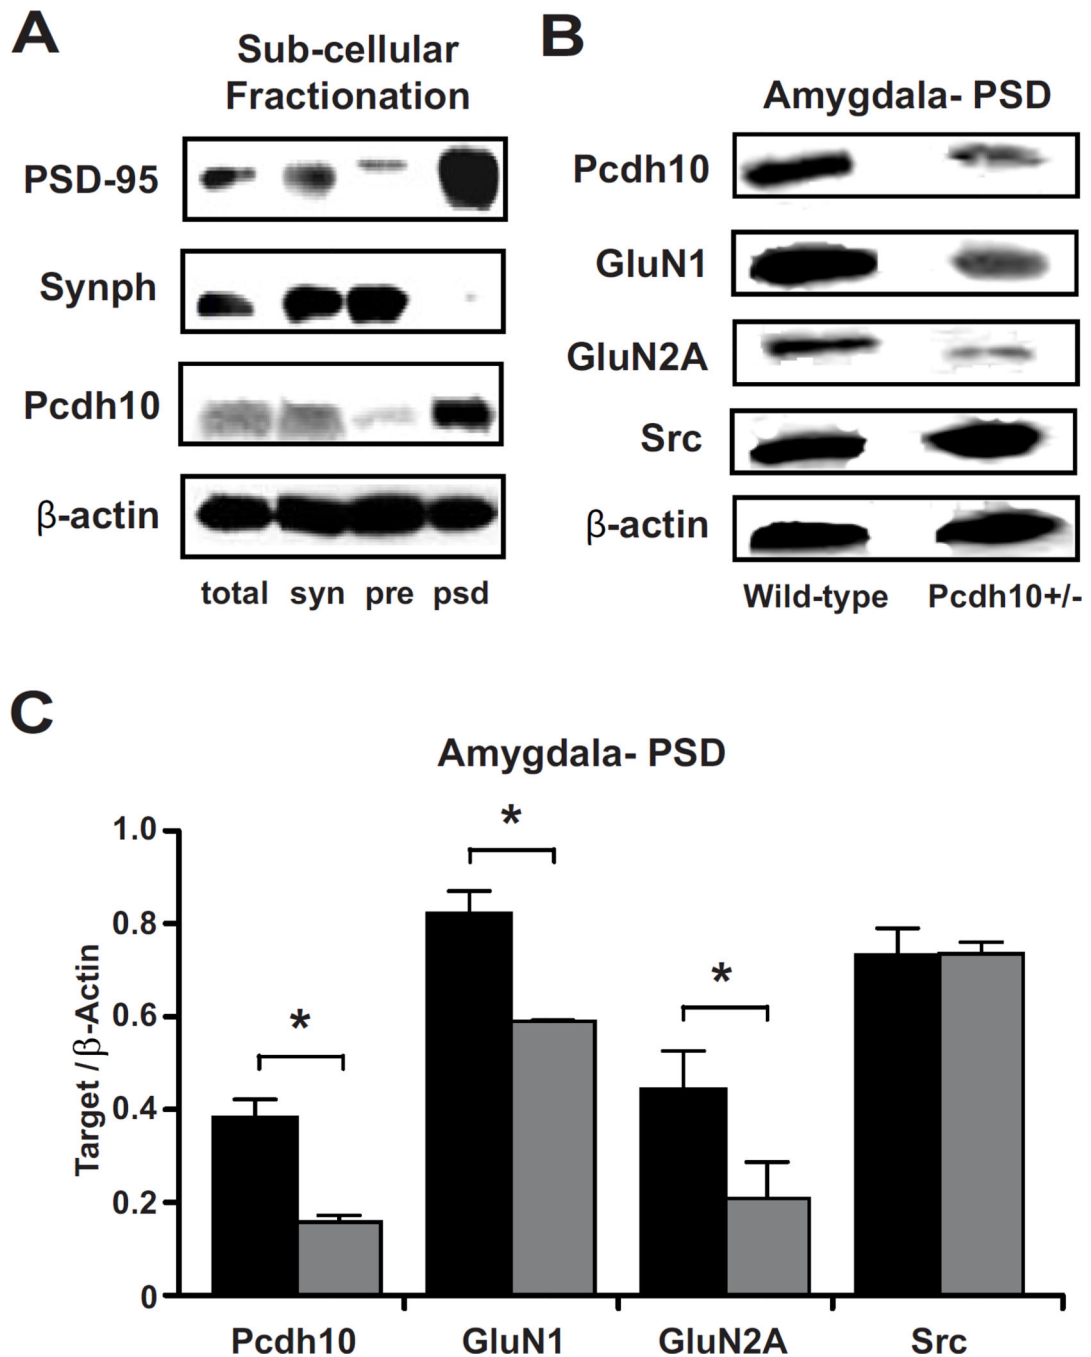 A
Sub-cellular
Fractionation
PSD-95
Synph
Pcdh10
β-actin
total syn pre psd
B
Amygdala- PSD
Pcdh10
GluN1
GluN2A
Src
β-actin
Wild-type Pcdh10+/-
C
Amygdala- PSD
Target / β-Actin
1.0
0.8
0.6
0.4
0.2
0
*
*
*
Pcdh10 GluN1 GluN2A Src